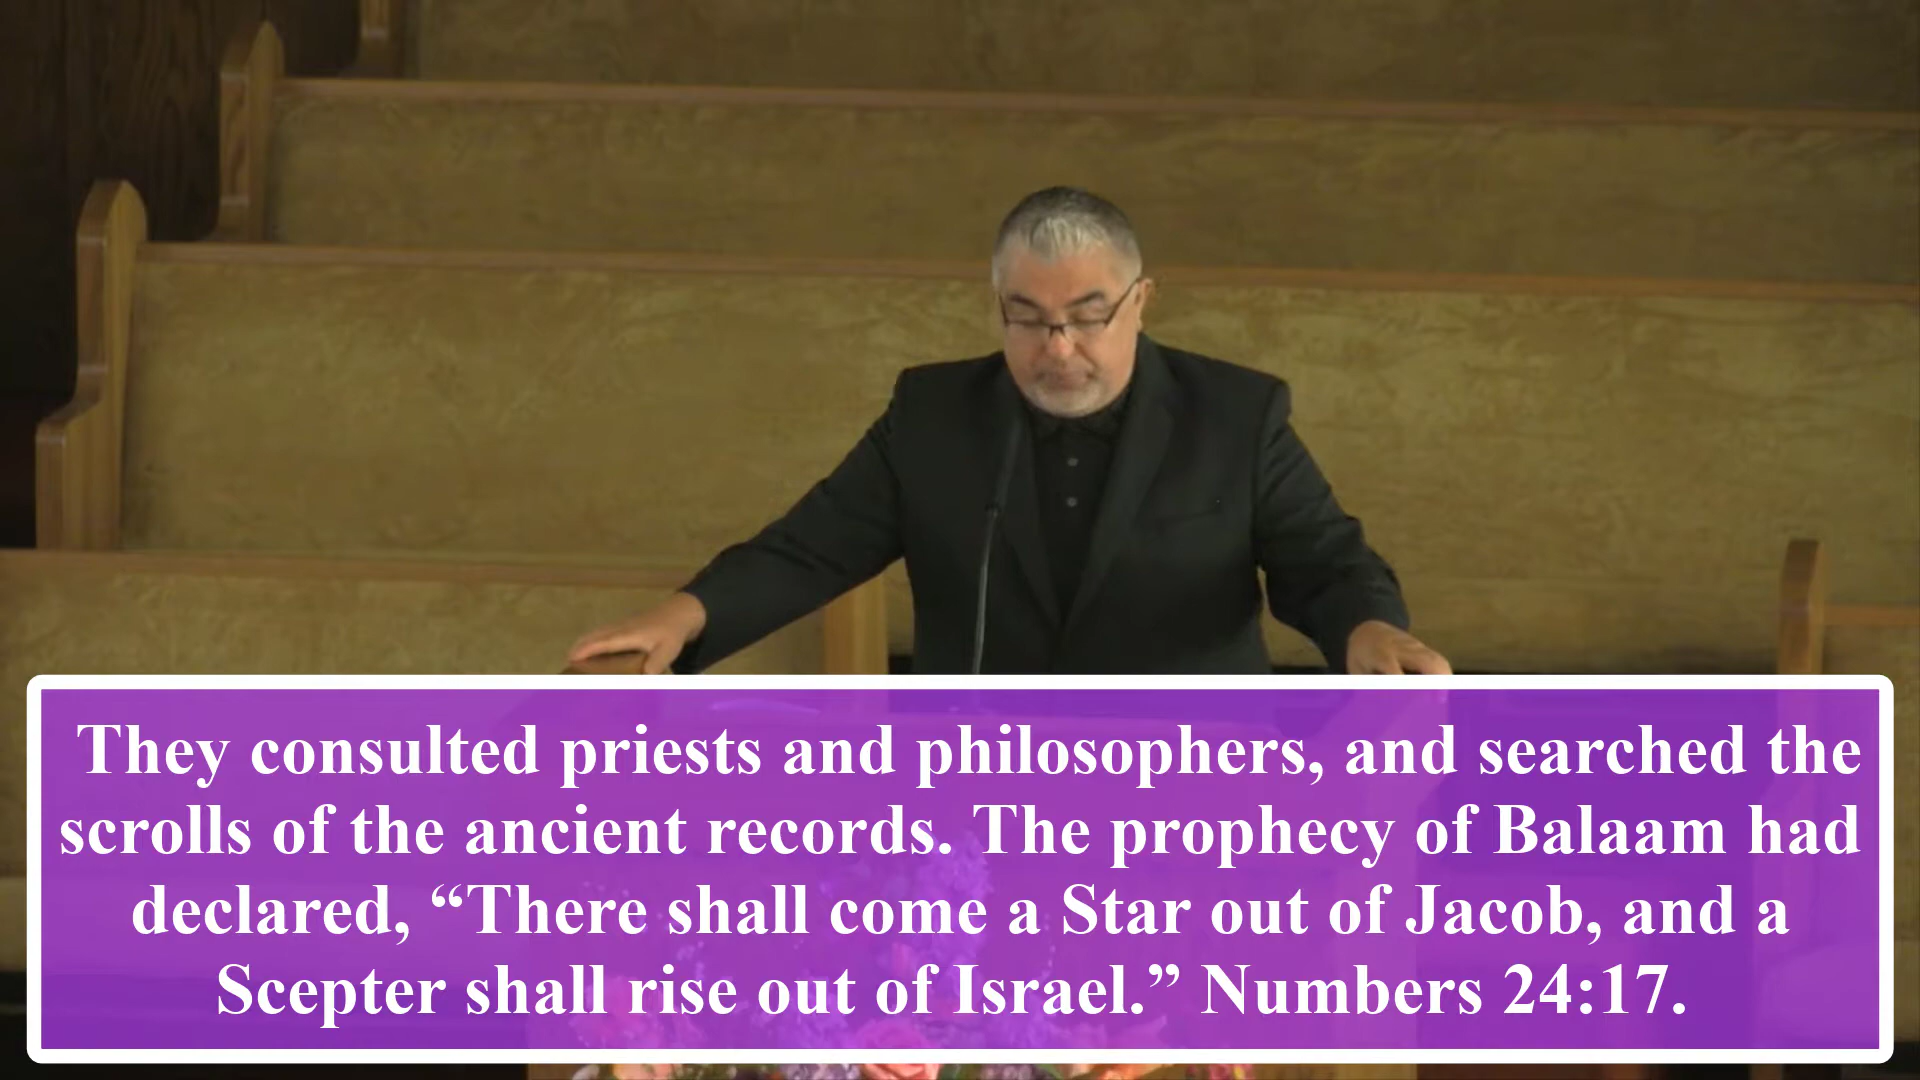 They consulted priests and philosophers, and searched the
scrolls of the ancient records. The prophecy of Balaam had
declared, “There shall come a Star out of Jacob, and a
Scepter shall rise out of Israel.” Numbers 24:17.